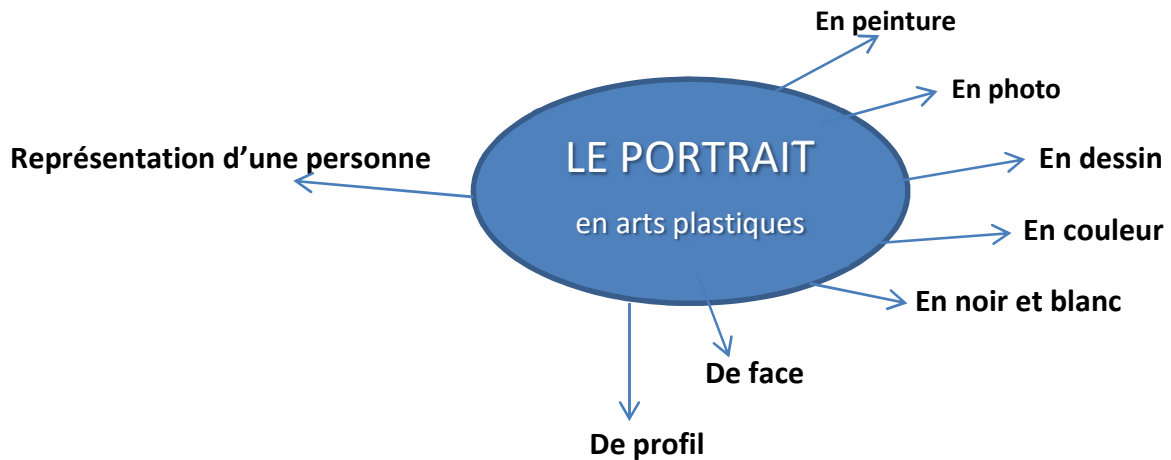 En peinture
En photo
LE PORTRAIT
Représentation d’une personne
En dessin
en arts plastiques
En couleur
En noir et blanc
De face
De profil